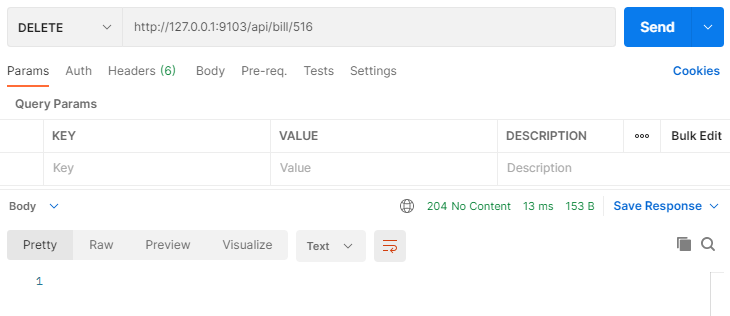 DELETE http://127.0.0.1:9103/api/bill/516 Send
Params Auth Headers (6) Body Pre-req. Tests Settings Cookies
Query Params
KEY VALUE DESCRIPTION ooo Bulk Edit
Key Value Description
Body 204 No Content 13 ms 153 B Save Response
Pretty Raw Preview Visualize Text
1